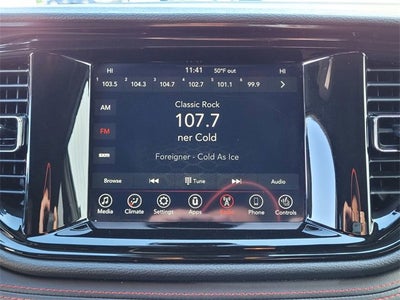 HI 11:41 50°F out HI
1 103.5 2 104.3 3 104.7 4 102.7 5 101.1 6 99.9
AM
FM
SXM
Classic Rock
107.7
ner Cold
Foreigner - Cold As Ice
Browse Tune Audio
Media Climate Settings Apps Radio Phone Controls